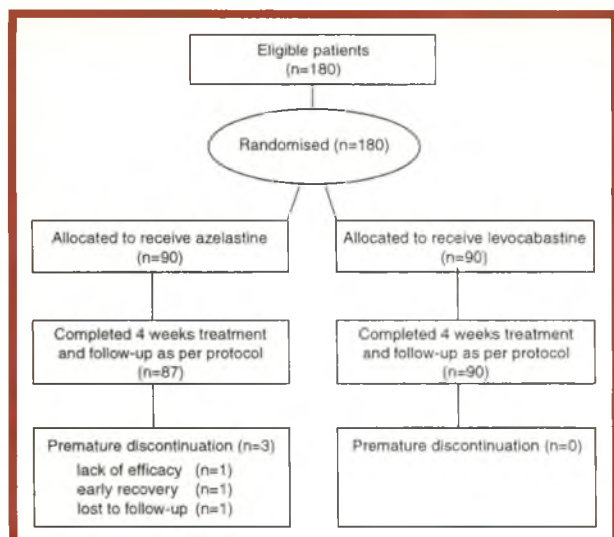 Eligible patients
(n=180)
Randomised (n=180)
Allocated to receive azelastine
(n=90)
Allocated to receive levocabastine
(n=90)
Completed 4 weeks treatment
and follow-up as per protocol
(n=87)
Completed 4 weeks treatment
and follow-up as per protocol
(n=90)
Premature discontinuation (n=3)
lack of efficacy (n=1)
early recovery (n=1)
lost to follow-up (n=1)
Premature discontinuation (n=0)